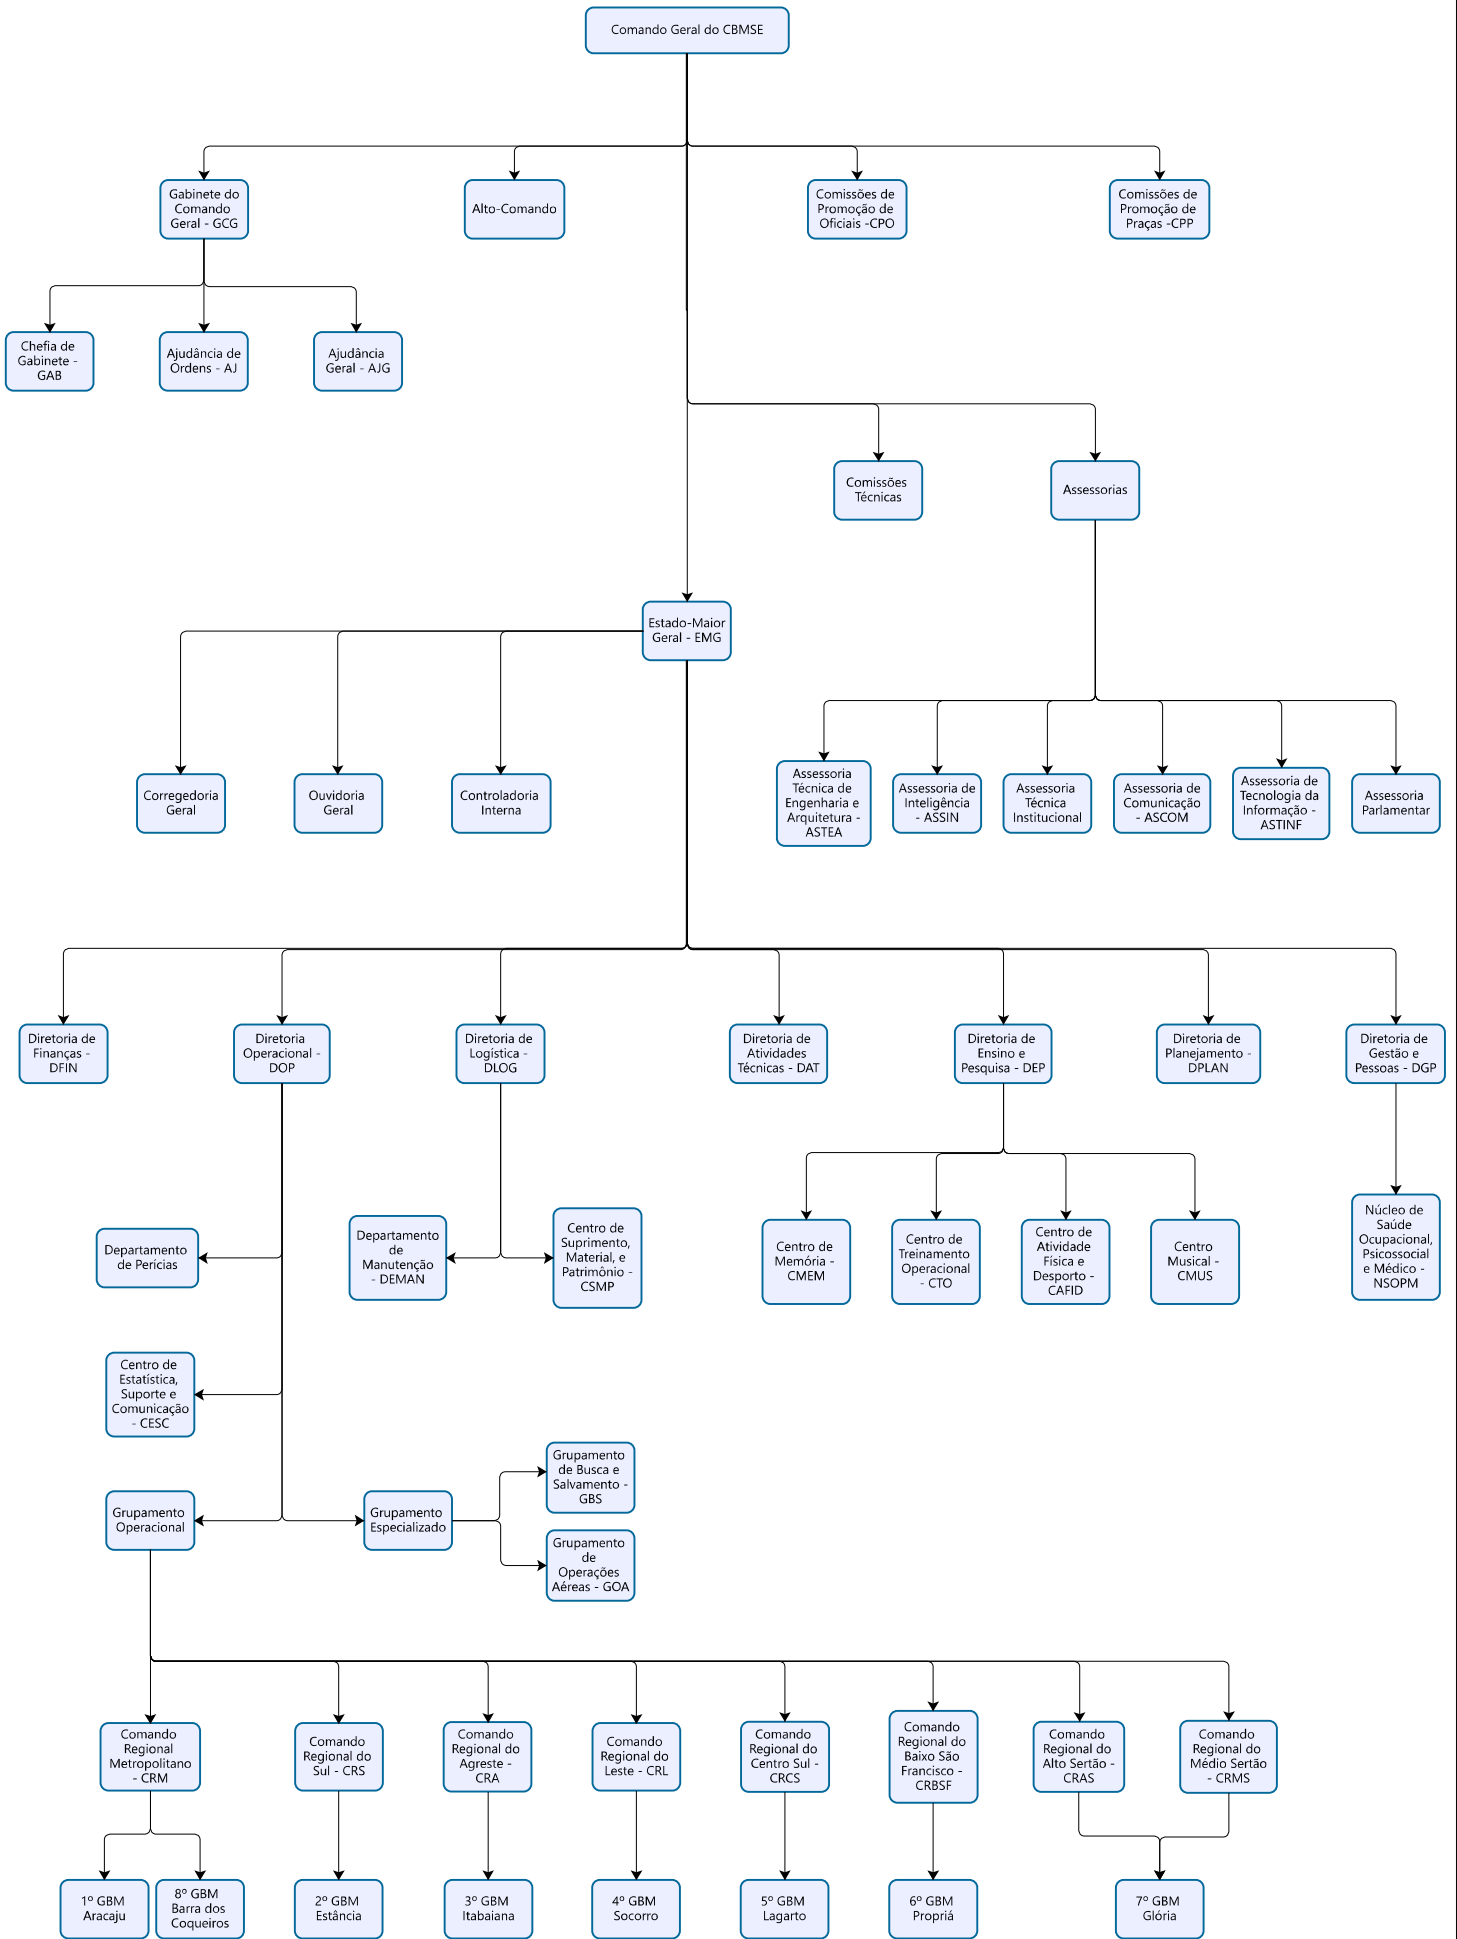 Comando Geral do CBMSE
Gabinete do
Comando
Geral - GCG
Alto-Comando
Comissões de
Promoção de
Oficiais -CPO
Comissões de
Promoção de
Praças -CPP
Chefia de
Gabinete -
GAB
Ajudância de
Ordens - AJ
Ajudância
Geral - AJG
Comissões
Técnicas
Assessorias
Estado-Maior
Geral - EMG
Corregedoria
Geral
Ouvidoria
Geral
Controladoria
Interna
Assessoria
Técnica de
Engenharia e
Arquitetura -
ASTEA
Assessoria de
Inteligência
- ASSIN
Assessoria
Técnica
Institucional
Assessoria de
Comunicação
- ASCOM
Assessoria de
Tecnologia da
Informação -
ASTINF
Assessoria
Parlamentar
Diretoria de
Finanças -
DFIN
Diretoria
Operacional -
DOP
Diretoria de
Logística -
DLOG
Diretoria de
Atividades
Técnicas - DAT
Diretoria de
Ensino e
Pesquisa - DEP
Diretoria de
Planejamento -
DPLAN
Diretoria de
Gestão e
Pessoas - DGP
Departamento
de Perícias
Departamento
de
Manutenção
- DEMAN
Centro de
Suprimento,
Material, e
Patrimônio -
CSMP
Centro de
Memória -
CMEM
Centro de
Treinamento
Operacional
- CTO
Centro de
Atividade
Física e
Desporto -
CAFID
Centro
Musical -
CMUS
Núcleo de
Saúde
Ocupacional,
Psicossocial
e Médico -
NSOPM
Centro de
Estatística,
Suporte e
Comunicação
- CESC
Grupamento
de Busca e
Salvamento -
GBS
Grupamento
Operacional
Grupamento
Especializado
Grupamento
de
Operações
Aéreas - GOA
Comando
Regional
Metropolitano
- CRM
Comando
Regional do
Sul - CRS
Comando
Regional do
Agreste -
CRA
Comando
Regional do
Leste - CRL
Comando
Regional do
Centro Sul -
CRCS
Comando
Regional do
Baixo São
Francisco -
CRBSF
Comando
Regional do
Alto Sertão -
CRAS
Comando
Regional do
Médio Sertão
- CRMS
1º GBM
Aracaju
8º GBM
Barra dos
Coqueiros
2º GBM
Estância
3º GBM
Itabaiana
4º GBM
Socorro
5º GBM
Lagarto
6º GBM
Propriá
7º GBM
Glória